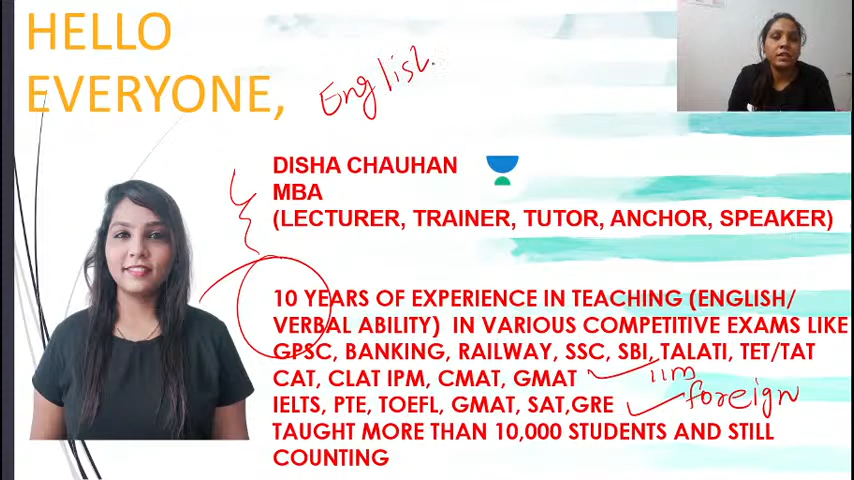 HELLO
EVERYONE,
English.
DISHA CHAUHAN
MBA
(LECTURER, TRAINER, TUTOR, ANCHOR, SPEAKER)
10 YEARS OF EXPERIENCE IN TEACHING (ENGLISH/
VERBAL ABILITY) IN VARIOUS COMPETITIVE EXAMS LIKE
GPSC, BANKING, RAILWAY, SSC, SBI, TALATI, TET/TAT
CAT, CLAT IPM, CMAT, GMAT
iim
IELTS, PTE, TOEFL, GMAT, SAT,GRE
foreign
TAUGHT MORE THAN 10,000 STUDENTS AND STILL
COUNTING